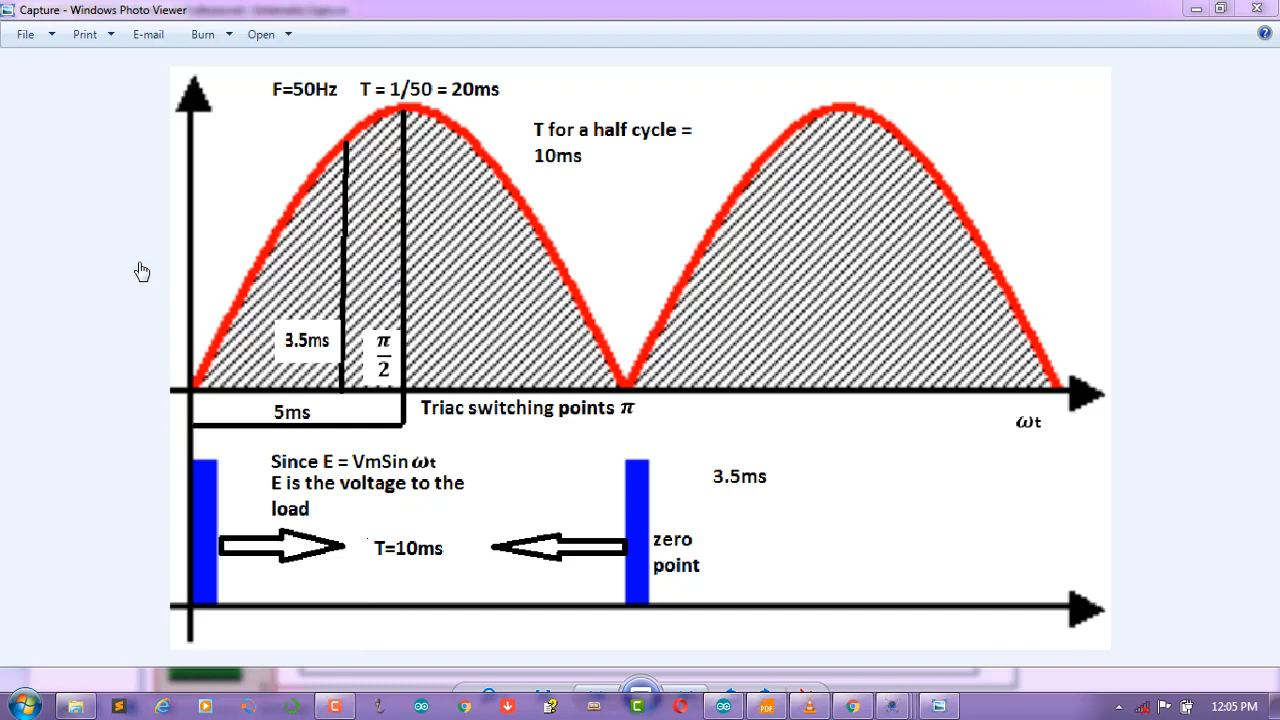 Capture - Windows Photo Viewer
File Print E-mail Burn Open
F=50Hz T = 1/50 = 20ms
T for a half cycle =
10ms
3.5ms
π
2
5ms
Triac switching points π
ωt
Since E = VmSin ωt
E is the voltage to the
load
3.5ms
T=10ms
zero
point
12:05 PM